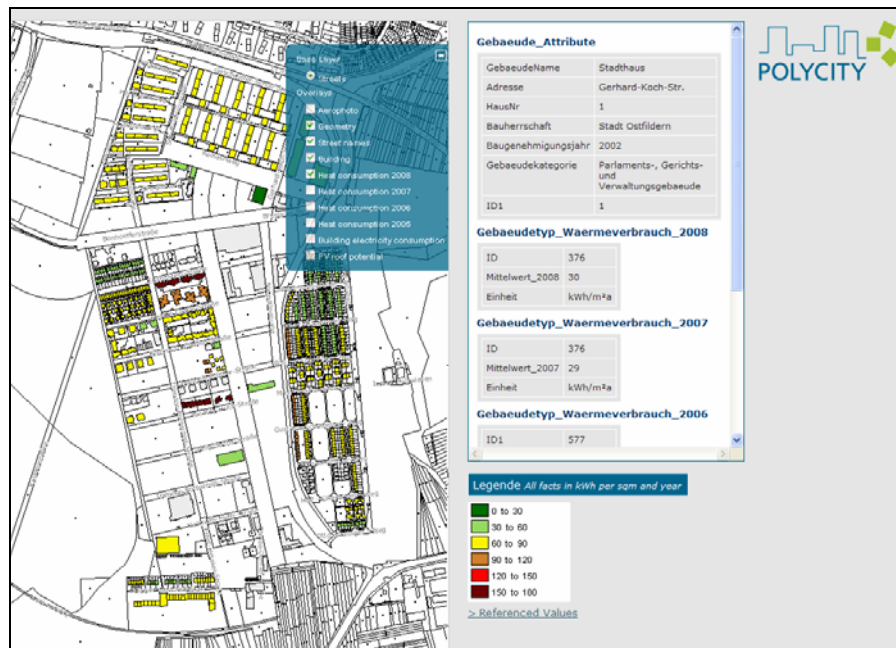 Base Layer
Streets
Overlays
Aerophoto
Geometry
Street names
Building
Heat consumption 2008
Heat consumption 2007
Heat consumption 2006
Heat consumption 2005
Building electricity consumption
PV roof potential
Bonhoefferstraße
Gebaeude_Attribute
GebaeudeName Stadthaus
Adresse Gerhard-Koch-Str.
HausNr 1
Bauherrschaft Stadt Ostfildern
Baugenehmigungsjahr 2002
Gebaeudekategorie Parlaments-, Gerichts-
und
Verwaltungsgebaeude
ID1 1
Gebaeudetyp_Waermeverbrauch_2008
ID 376
Mittelwert_2008 30
Einheit kWh/m²a
Gebaeudetyp_Waermeverbrauch_2007
ID 376
Mittelwert_2007 29
Einheit kWh/m²a
Gebaeudetyp_Waermeverbrauch_2006
ID1 577
POLYCITY
Legende All facts in kWh per sqm and year
0 to 30
30 to 60
60 to 90
90 to 120
120 to 150
150 to 180
> Referenced Values